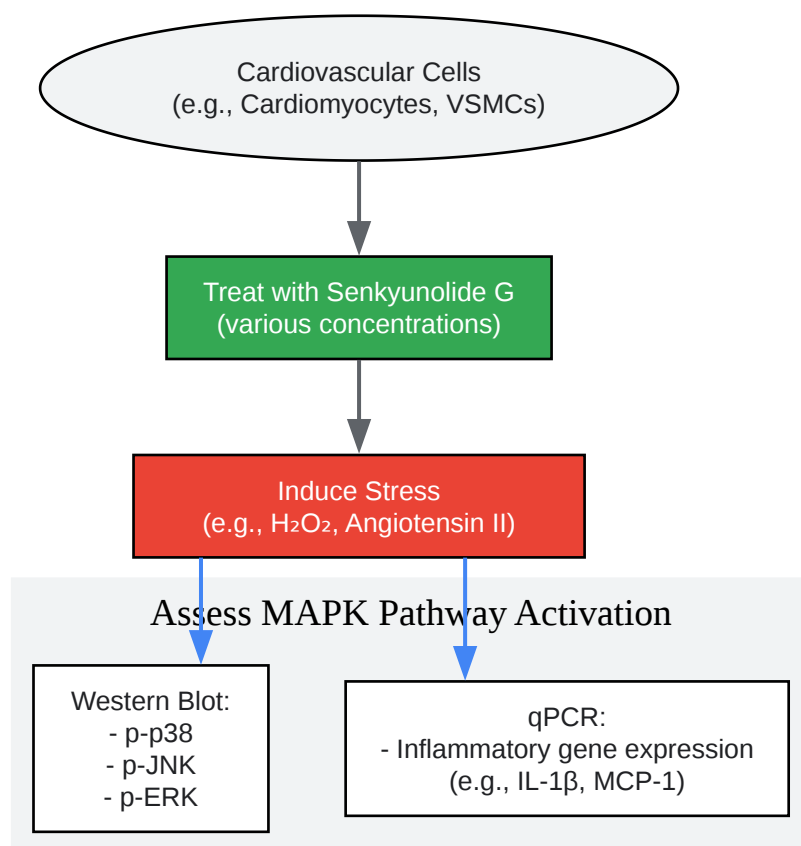 Cardiovascular Cells
(e.g., Cardiomyocytes, VSMCs)
Treat with Senkyunolide G
(various concentrations)
Induce Stress
(e.g., H₂O₂, Angiotensin II)
Assess MAPK Pathway Activation
Western Blot:
- p-p38
- p-JNK
- p-ERK
qPCR:
- Inflammatory gene expression
(e.g., IL-1β, MCP-1)